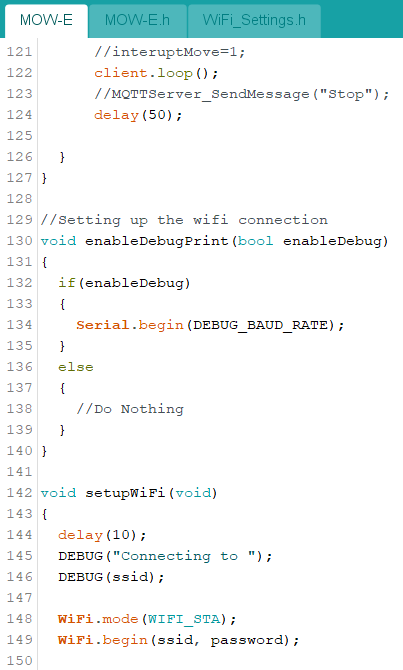 MOW-E MOW-E.h WiFi_Settings.h
121 //interuptMove=1;
122 client.loop();
123 //MQTTServer_SendMessage("Stop");
124 delay(50);
125
126 }
127 }
128
129 //Setting up the wifi connection
130 void enableDebugPrint(bool enableDebug)
131 {
132 if(enableDebug)
133 {
134 Serial.begin(DEBUG_BAUD_RATE);
135 }
136 else
137 {
138 //Do Nothing
139 }
140 }
141
142 void setupWiFi(void)
143 {
144 delay(10);
145 DEBUG("Connecting to ");
146 DEBUG(ssid);
147
148 WiFi.mode(WIFI_STA);
149 WiFi.begin(ssid, password);
150